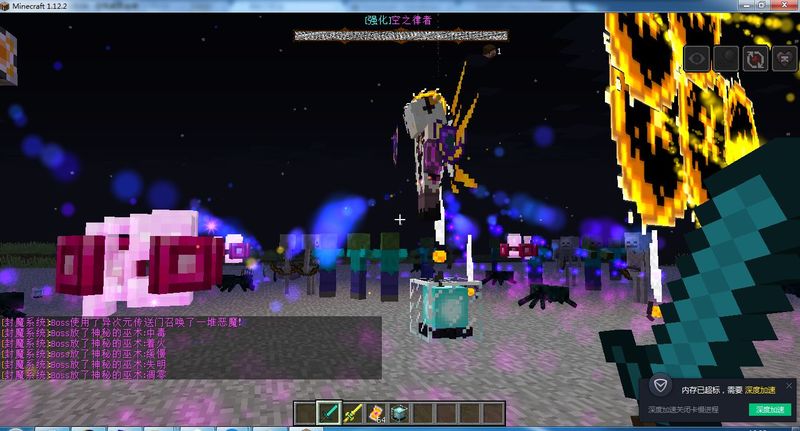 Minecraft 1.12.2
[强化]空之律者
1
[封魔系统]:Boss使用了异次元传送门召唤了一堆恶魔!
[封魔系统]:Boss放了神秘的巫术:中毒
[封魔系统]:Boss放了神秘的巫术:着火
[封魔系统]:Boss放了神秘的巫术:缓慢
[封魔系统]:Boss放了神秘的巫术:失明
[封魔系统]:Boss放了神秘的巫术:凋零
64
内存已超标，需要 深度加速
深度加速关闭卡慢进程
深度加速